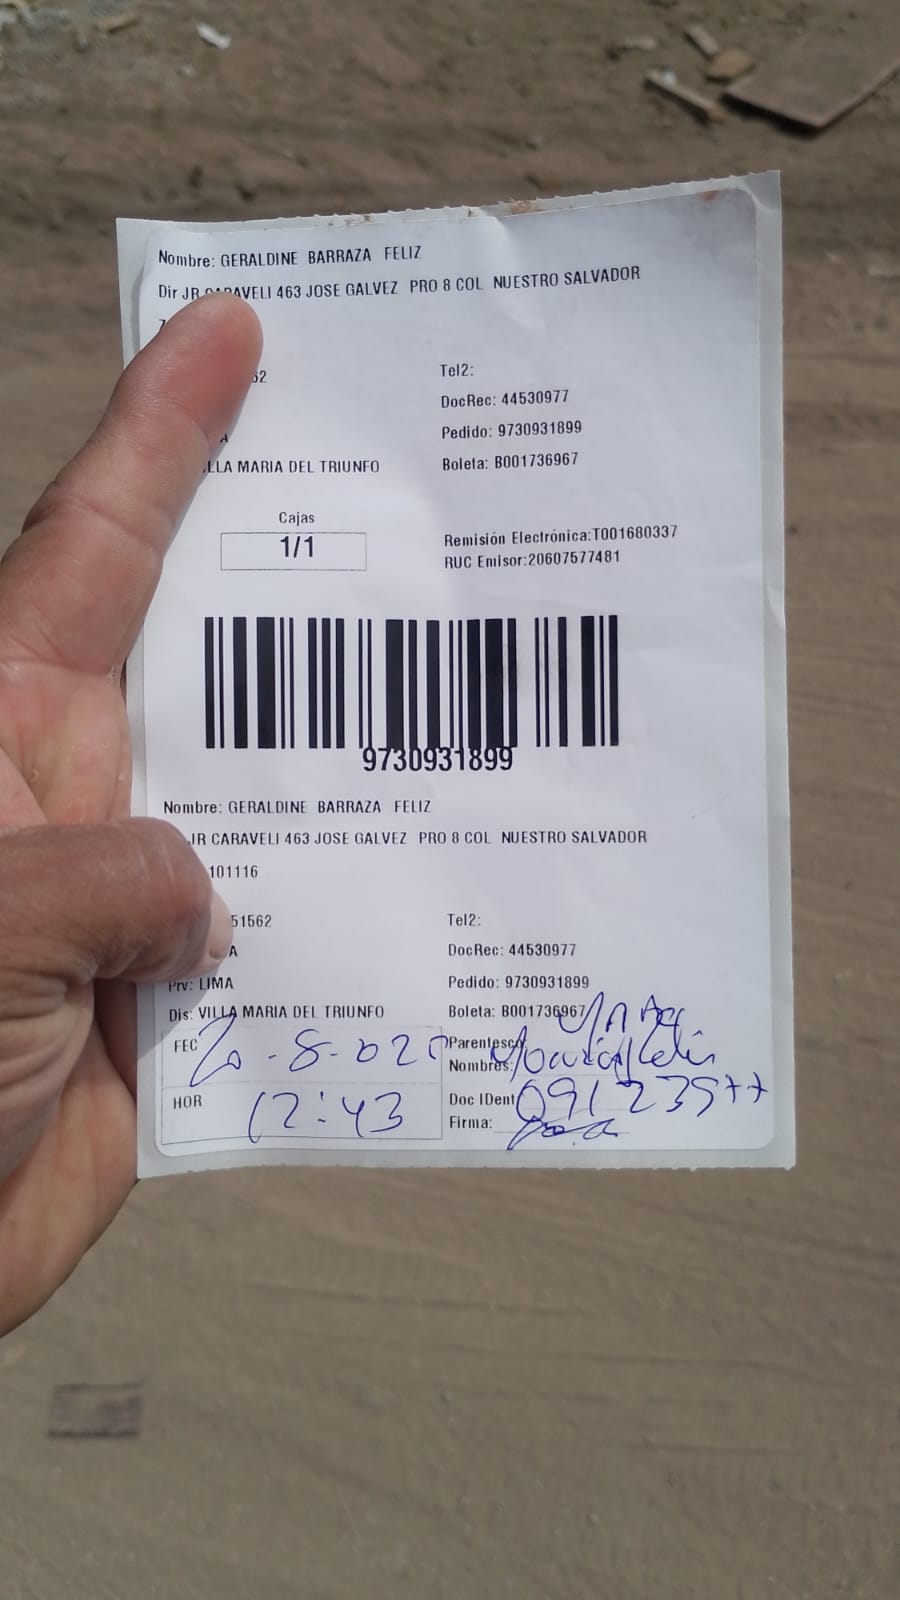 Nombre: GERALDINE BARRAZA FELIZ
Dir JR CARAVELI 463 JOSE GALVEZ PRO 8 COL NUESTRO SALVADOR
62
Tel2:
DocRec: 44530977
A
Pedido: 9730931899
LLA MARIA DEL TRIUNFO
Boleta: B001736967
Cajas
1/1
Remisión Electrónica:T001680337
RUC Emisor:20607577481
9730931899
Nombre: GERALDINE BARRAZA FELIZ
JR CARAVELI 463 JOSE GALVEZ PRO 8 COL NUESTRO SALVADOR
101116
51562
Tel2:
A
DocRec: 44530977
Prv: LIMA
Pedido: 9730931899
Dis: VILLA MARIA DEL TRIUNFO
Boleta: B001736967
FEC 20-8-020
Parentesco
Nombres:
HOR 12:43
Doc IDent
Firma: